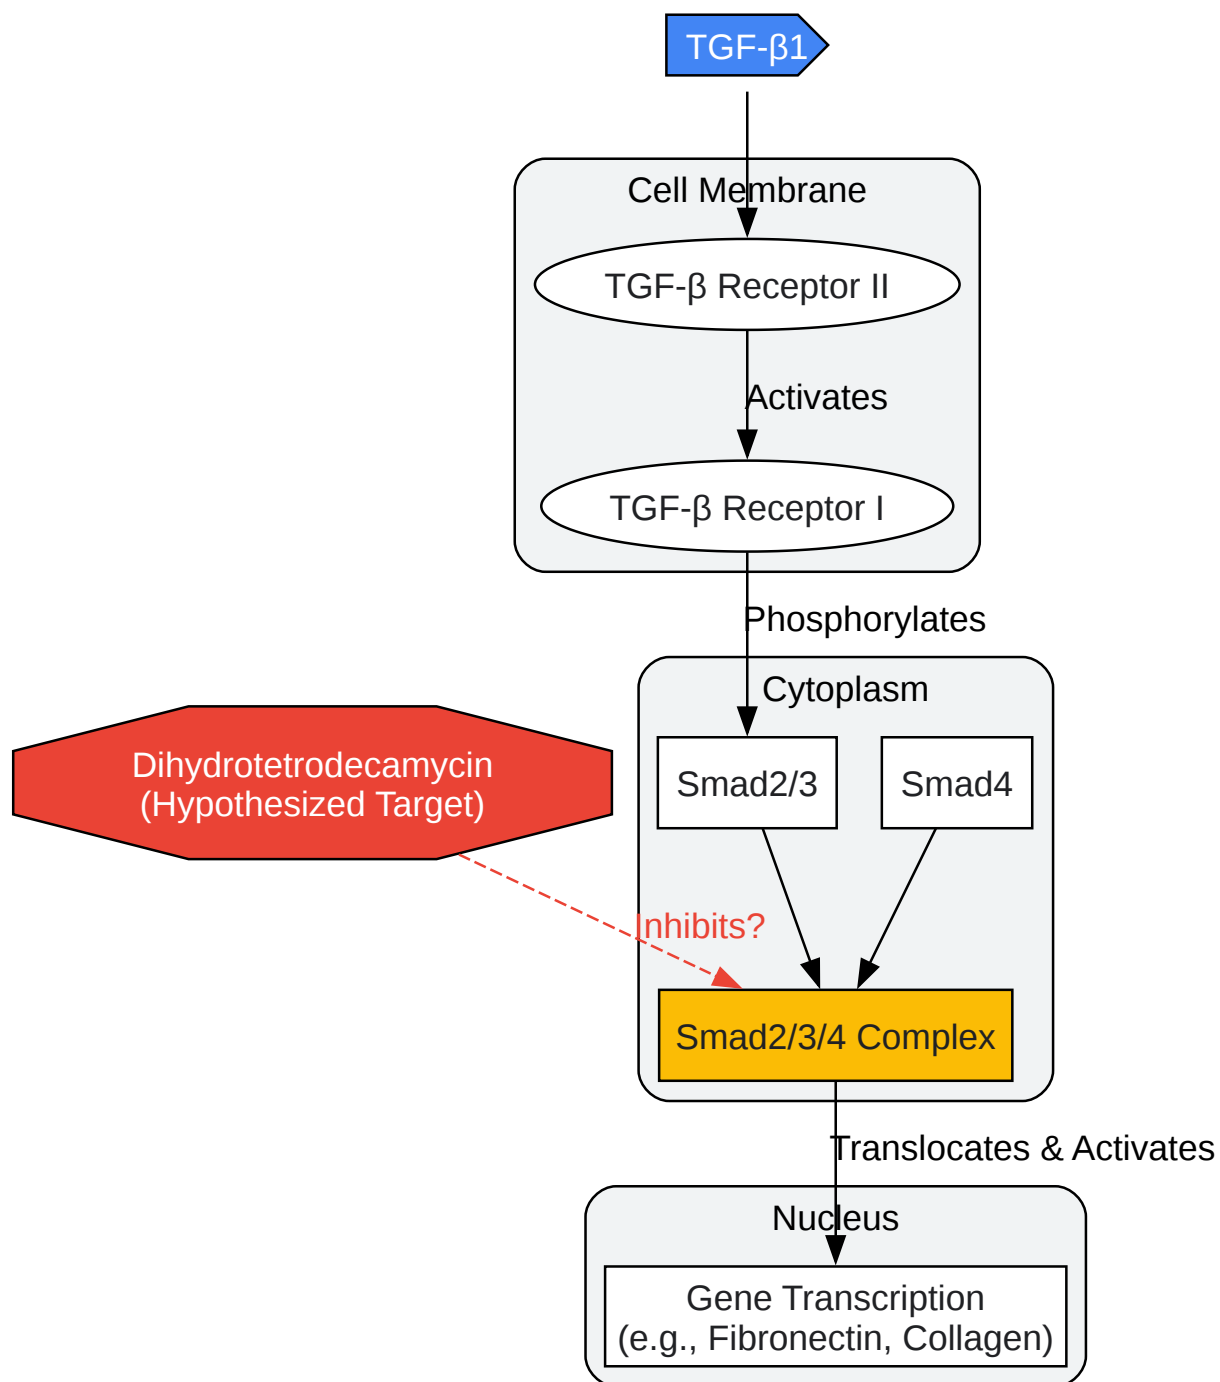 TGF-β1
Cell Membrane
TGF-β Receptor II
Activates
TGF-β Receptor I
Phosphorylates
Cytoplasm
Dihydrotetrodecamycin
(Hypothesized Target)
Smad2/3
Smad4
Inhibits?
Smad2/3/4 Complex
Translocates & Activates
Nucleus
Gene Transcription
(e.g., Fibronectin, Collagen)